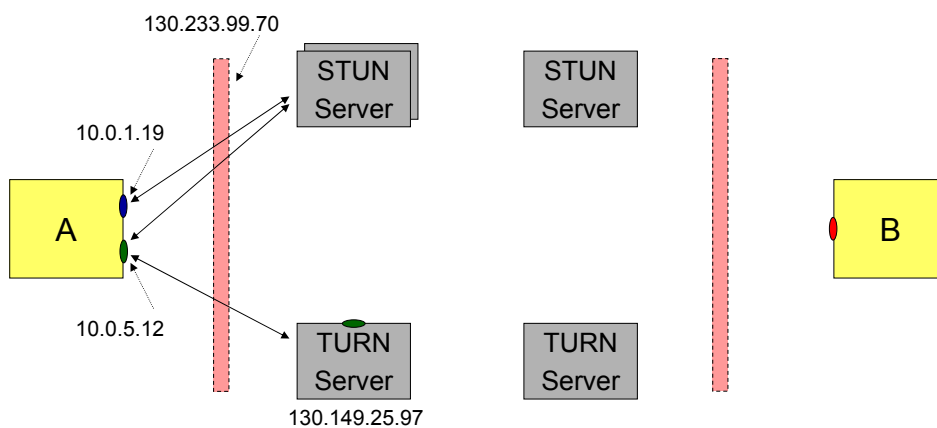 130.233.99.70
STUN
Server
STUN
Server
10.0.1.19
A
B
10.0.5.12
TURN
Server
TURN
Server
130.149.25.97